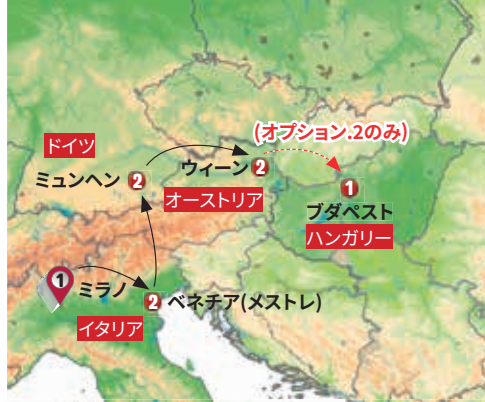 (オプション.2のみ)
ドイツ
ミュンヘン 2
ウィーン 2
オーストリア
1
ブダペスト
ハンガリー
1 ミラノ
2 ベネチア(メストレ)
イタリア